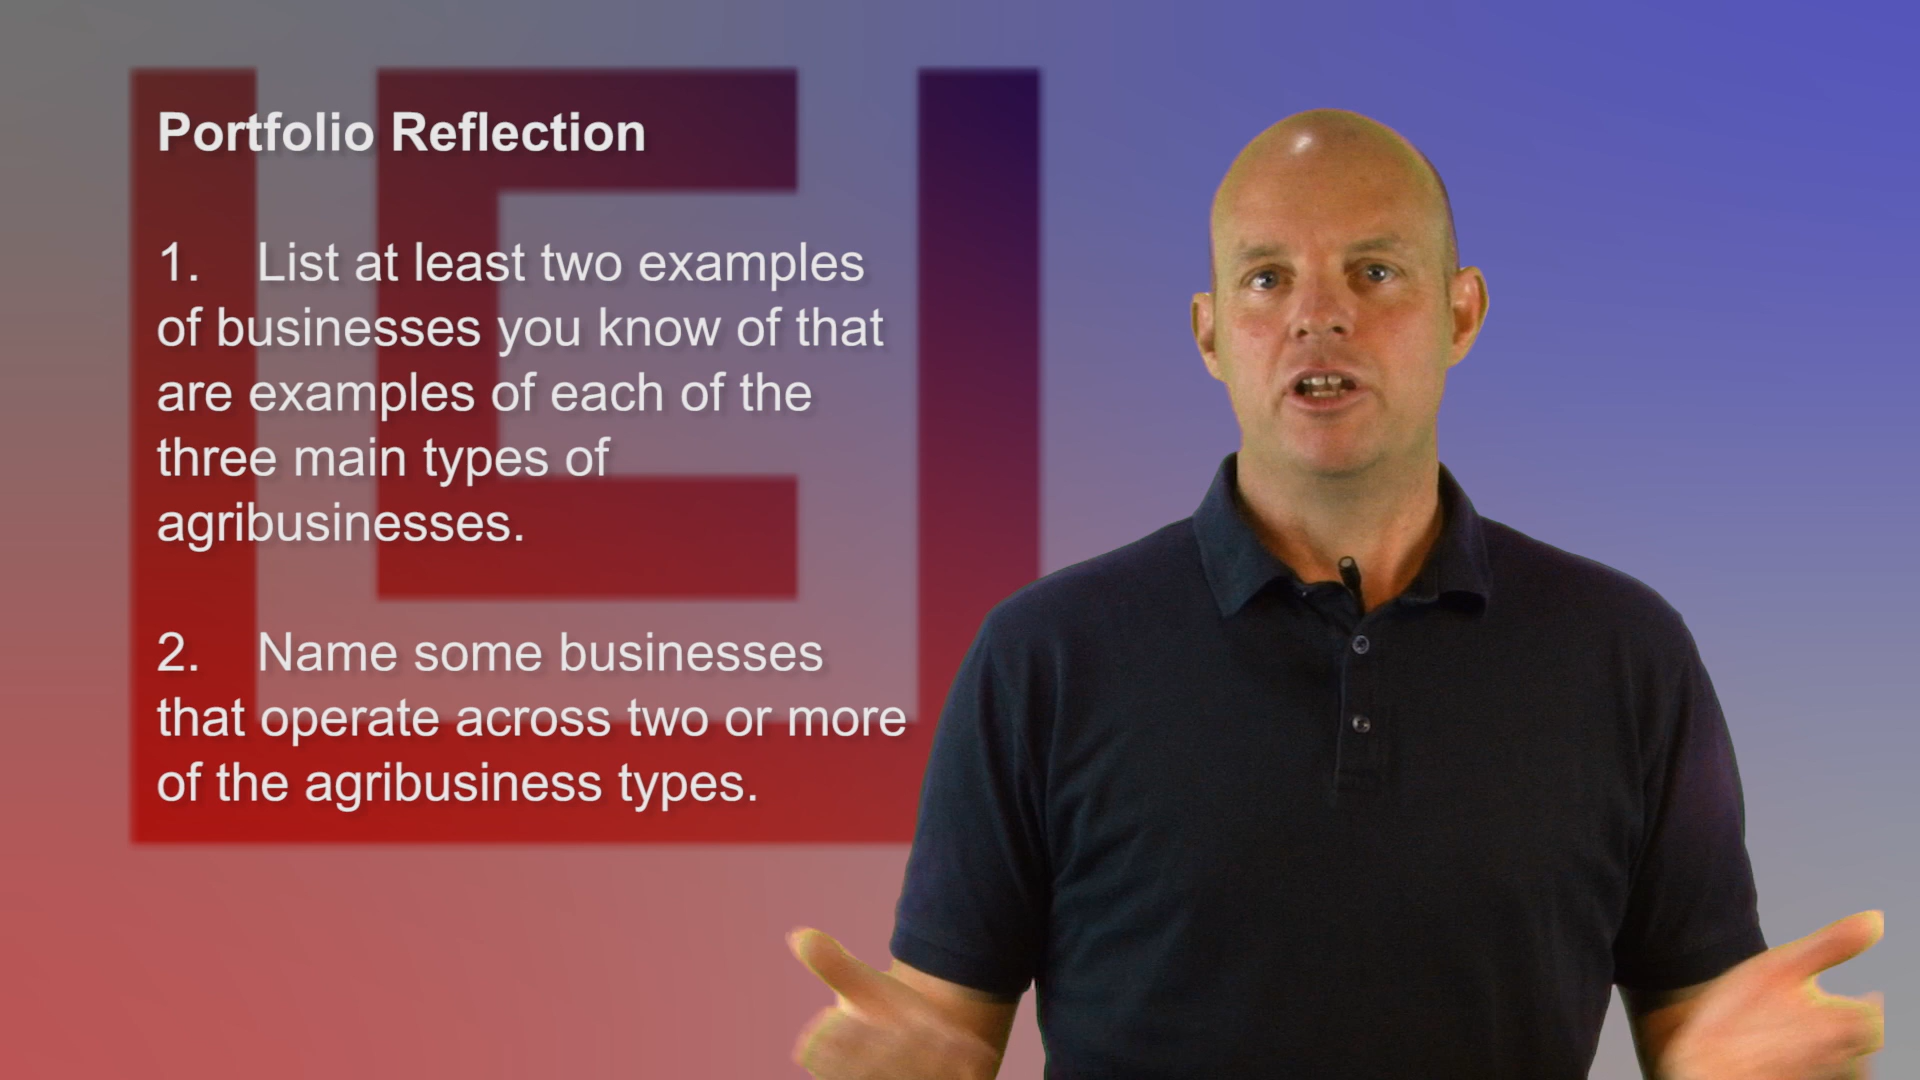 Portfolio Reflection
1. List at least two examples
of businesses you know of that
are examples of each of the
three main types of
agribusinesses.
2. Name some businesses
that operate across two or more
of the agribusiness types.